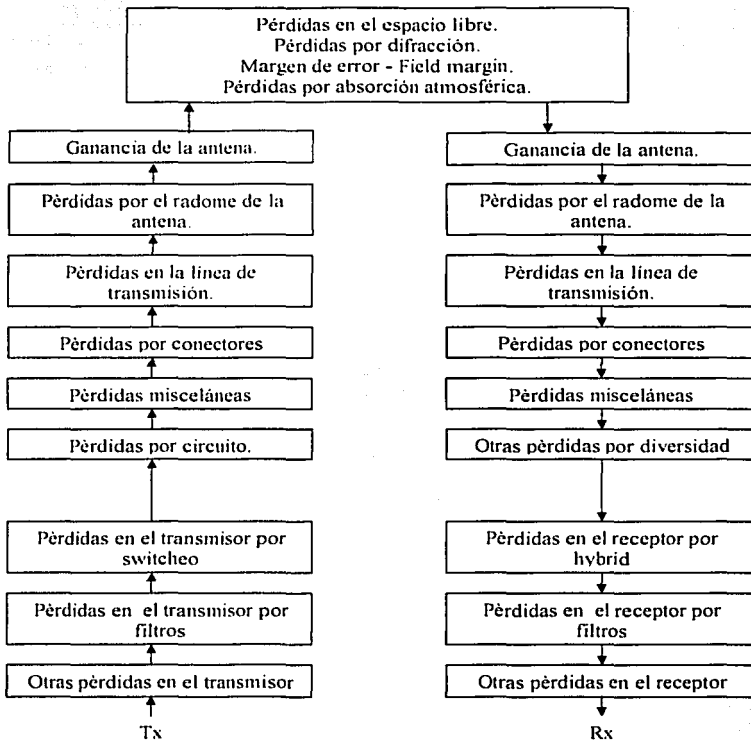 Pérdidas en el espacio libre.
Pérdidas por difracción.
Margen de error - Field margin.
Pérdidas por absorción atmosférica.
Ganancia de la antena.
Pèrdidas por el radome de la
antena.
Pèrdidas en la línea de
transmisión.
Pèrdidas por conectores
Pèrdidas misceláneas
Pèrdidas por circuito.
Pèrdidas en el transmisor por
switcheo
Pèrdidas en el transmisor por
filtros
Otras pèrdidas en el transmisor
Tx
Ganancia de la antena.
Pèrdidas por el radome de la
antena.
Pèrdidas en la línea de
transmisión.
Pèrdidas por conectores
Pèrdidas misceláneas
Otras pèrdidas por diversidad
Pèrdidas en el receptor por
hybrid
Pèrdidas en el receptor por
filtros
Otras pèrdidas en el receptor
Rx